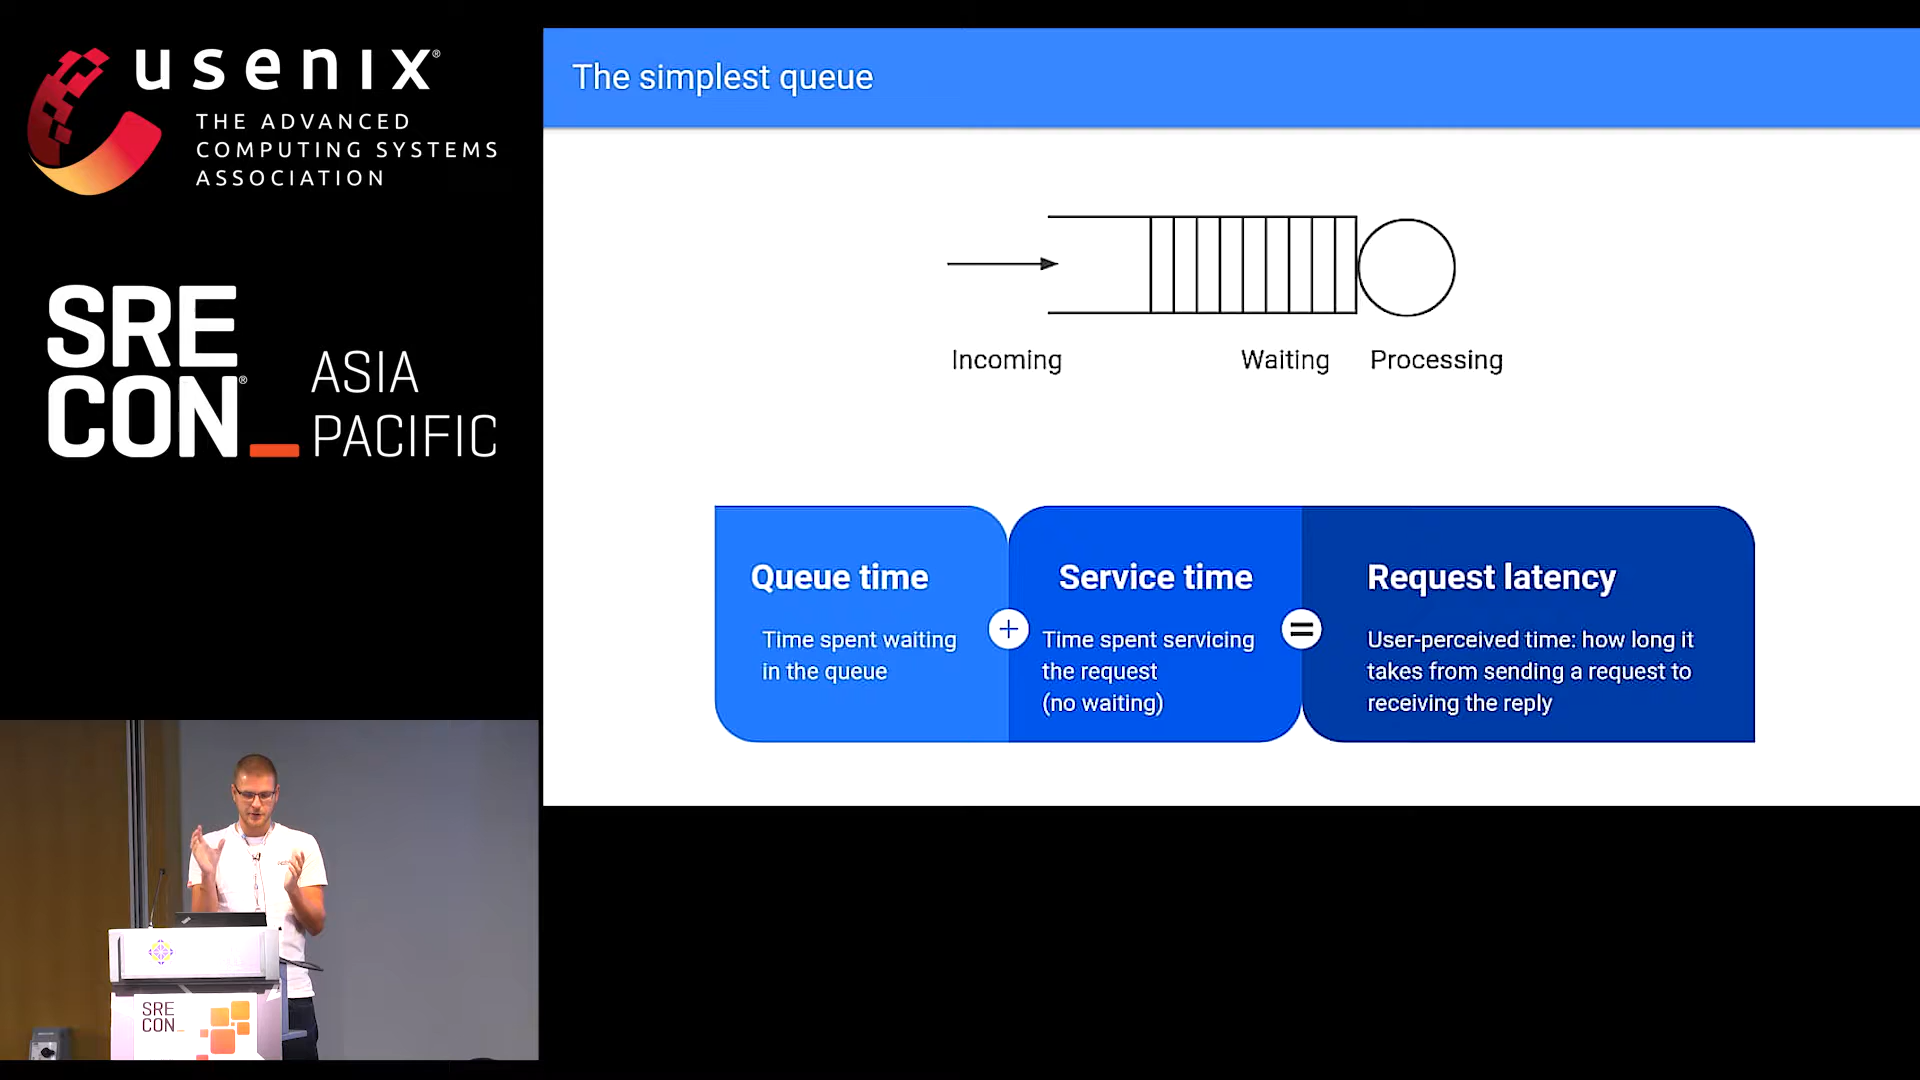 usenix®
THE ADVANCED
COMPUTING SYSTEMS
ASSOCIATION
SRE
CON®_
ASIA
PACIFIC
The simplest queue
Incoming
Waiting
Processing
Queue time
Time spent waiting
in the queue
+
Service time
Time spent servicing
the request
(no waiting)
=
Request latency
User-perceived time: how long it
takes from sending a request to
receiving the reply
SRE
CON_